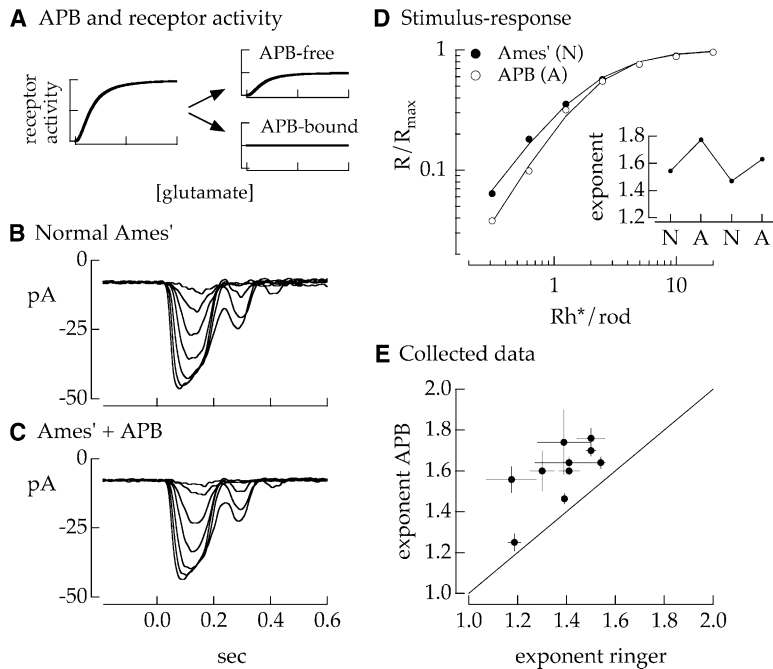 A APB and receptor activity
receptor
activity
APB-free
APB-bound
[glutamate]
B Normal Ames'
0
pA
-25
-50
C Ames' + APB
0
pA
-25
-50
0.0 0.2 0.4 0.6
sec
D Stimulus-response
1
Ames' (N)
APB (A)
R/Rmax
0.1
1.8
1.6
1.4
1.2
exponent
N A N A
1 10
Rh*/rod
E Collected data
2.0
1.8
1.6
1.4
1.2
1.0
exponent APB
1.0 1.2 1.4 1.6 1.8 2.0
exponent ringer